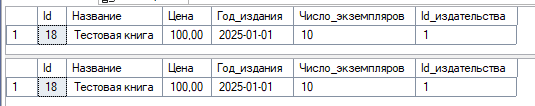 Id Название Цена Год_издания Число_экземпляров Id_издательства
1 18 Тестовая книга 100,00 2025-01-01 10 1
Id Название Цена Год_издания Число_экземпляров Id_издательства
1 18 Тестовая книга 100,00 2025-01-01 10 1